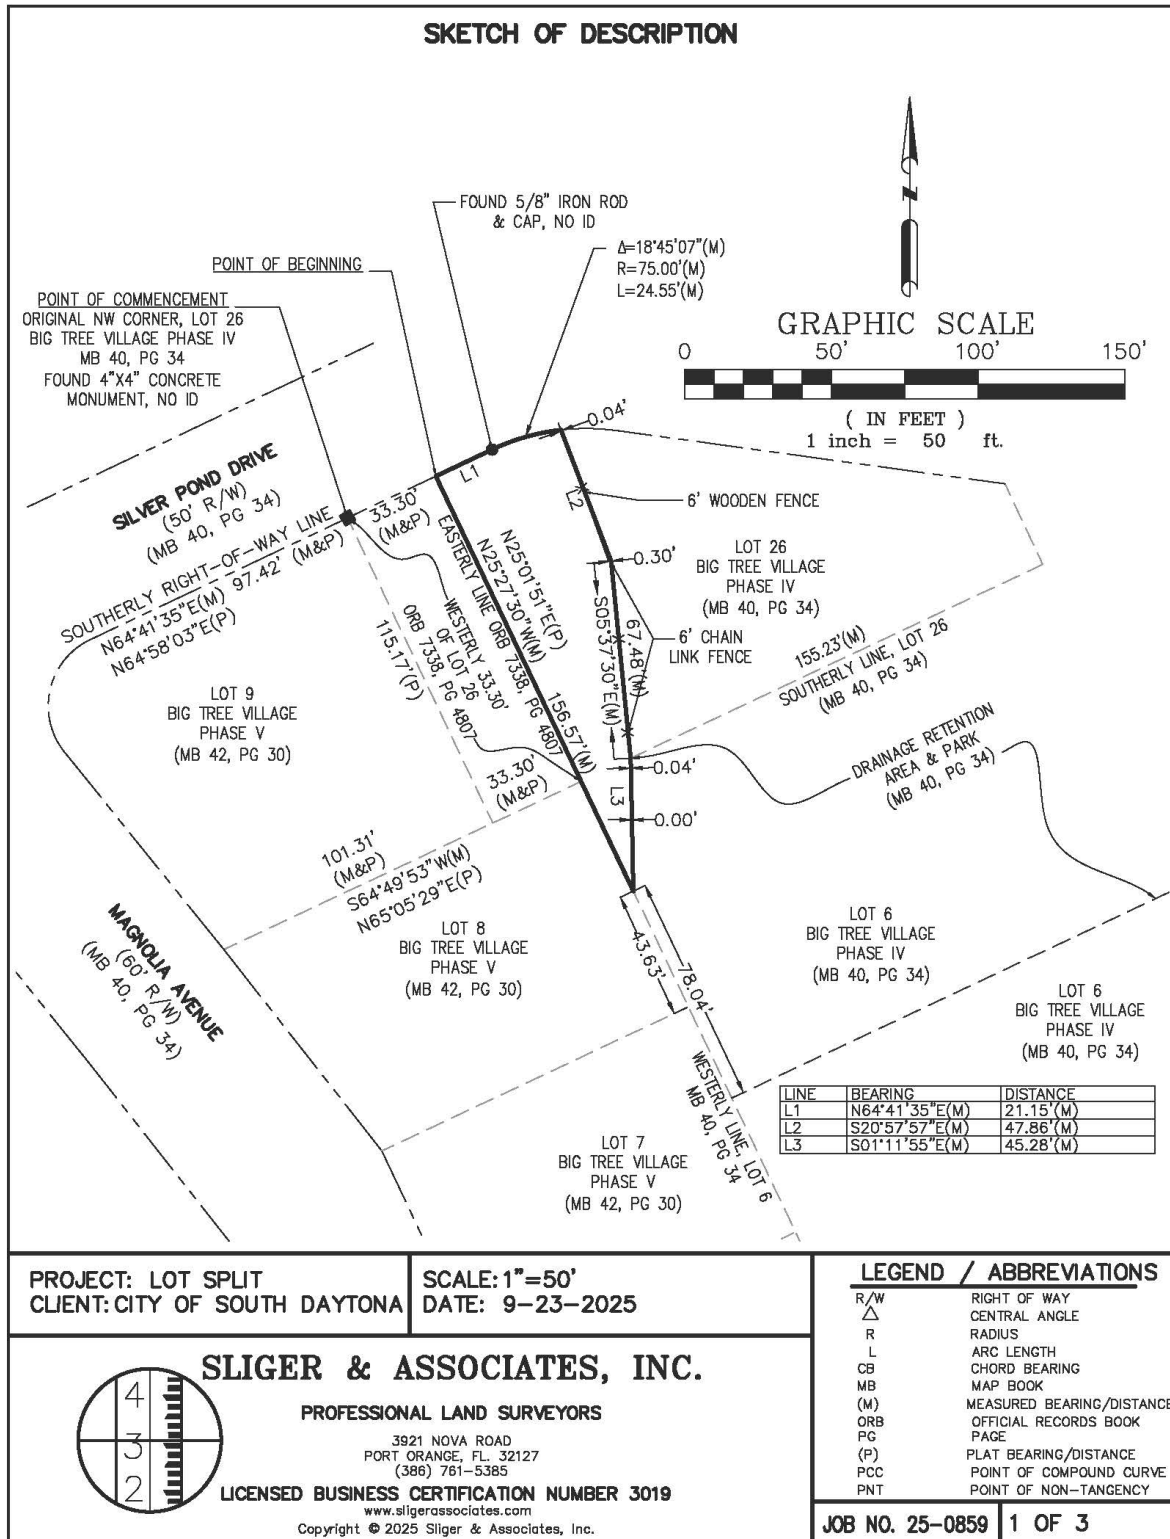 SKETCH OF DESCRIPTION
FOUND 5/8" IRON ROD
& CAP, NO ID
Δ=18°45'07"(M)
R=75.00'(M)
L=24.55'(M)
POINT OF BEGINNING
POINT OF COMMENCEMENT
ORIGINAL NW CORNER, LOT 26
BIG TREE VILLAGE PHASE IV
MB 40, PG 34
FOUND 4"X4" CONCRETE
MONUMENT, NO ID
N
GRAPHIC SCALE
0 50' 100' 150'
( IN FEET )
1 inch = 50 ft.
SILVER POND DRIVE
(50' R/W)
(MB 40, PG 34)
SOUTHERLY RIGHT-OF-WAY LINE
N64°41'35"E(M) 97.42' (M&P)
N64°58'03"E(P)
33.30'
(M&P)
L1
0.04'
L2
6' WOODEN FENCE
0.30'
LOT 26
BIG TREE VILLAGE
PHASE IV
(MB 40, PG 34)
6' CHAIN
LINK FENCE
S05°37'30"E(M)
67.48'(M)
N25°01'51"E(P)
N25°27'30"W(M)
156.57'(M)
EASTERLY LINE ORB 7338, PG 4807
WESTERLY 33.30'
OF LOT 26
ORB 7338, PG 4807
115.17'(P)
155.23'(M)
SOUTHERLY LINE, LOT 26
(MB 40, PG 34)
LOT 9
BIG TREE VILLAGE
PHASE V
(MB 42, PG 30)
DRAINAGE RETENTION
AREA & PARK
(MB 40, PG 34)
33.30'
(M&P)
0.04'
L3
0.00'
101.31'
(M&P)
S64°49'53"W(M)
N65°05'29"E(P)
MAGNOLIA AVENUE
(60' R/W)
(MB 40, PG 34)
LOT 8
BIG TREE VILLAGE
PHASE V
(MB 42, PG 30)
43.63'
78.04'
LOT 6
BIG TREE VILLAGE
PHASE IV
(MB 40, PG 34)
LOT 6
BIG TREE VILLAGE
PHASE IV
(MB 40, PG 34)
WESTERLY LINE, LOT 6
MB 40, PG 34
LOT 7
BIG TREE VILLAGE
PHASE V
(MB 42, PG 30)
LINE BEARING DISTANCE
L1 N64°41'35"E(M) 21.15'(M)
L2 S20°57'57"E(M) 47.86'(M)
L3 S01°11'55"E(M) 45.28'(M)
PROJECT: LOT SPLIT
CLIENT: CITY OF SOUTH DAYTONA
SCALE: 1"=50'
DATE: 9-23-2025
LEGEND / ABBREVIATIONS
R/W RIGHT OF WAY
△ CENTRAL ANGLE
R RADIUS
L ARC LENGTH
CB CHORD BEARING
MB MAP BOOK
(M) MEASURED BEARING/DISTANCE
ORB OFFICIAL RECORDS BOOK
PG PAGE
(P) PLAT BEARING/DISTANCE
PCC POINT OF COMPOUND CURVE
PNT POINT OF NON-TANGENCY
4
3
2
SLIGER & ASSOCIATES, INC.
PROFESSIONAL LAND SURVEYORS
3921 NOVA ROAD
PORT ORANGE, FL. 32127
(386) 761-5385
LICENSED BUSINESS CERTIFICATION NUMBER 3019
www.sligerassociates.com
Copyright © 2025 Sliger & Associates, Inc.
JOB NO. 25-0859 1 OF 3